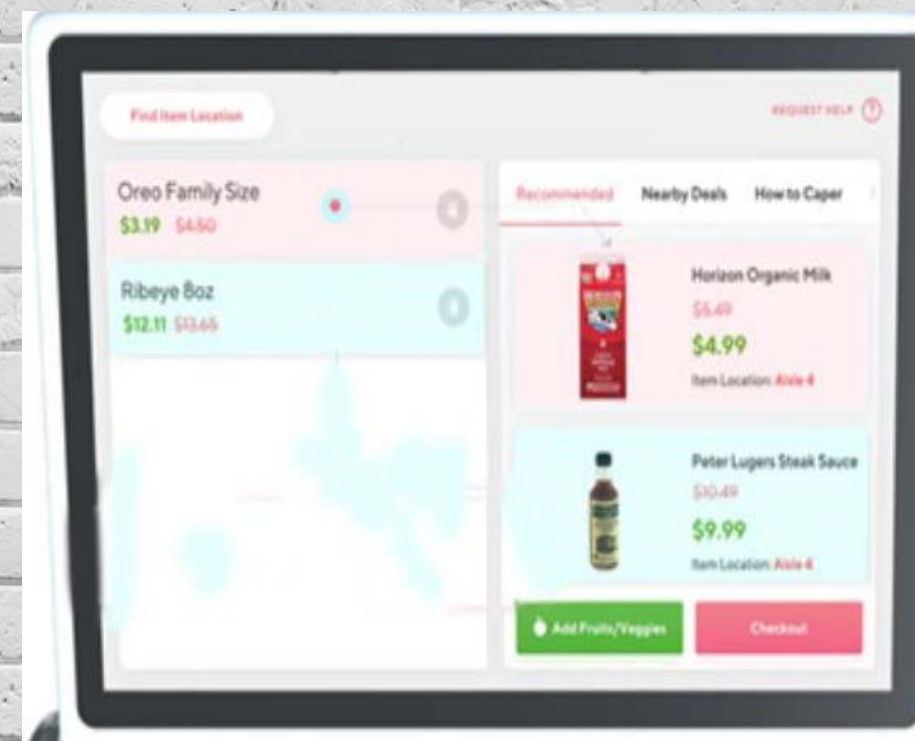 Find Item Location
REQUEST HELP ?
Oreo Family Size
$3.19 $4.50
Ribeye 8oz
$12.11 $13.65
Recommended Nearby Deals How to Caper
Horizon Organic Milk
$5.49
$4.99
Item Location: Aisle 4
Peter Lugers Steak Sauce
$10.49
$9.99
Item Location: Aisle 4
Add Fruits/Veggies
Checkout